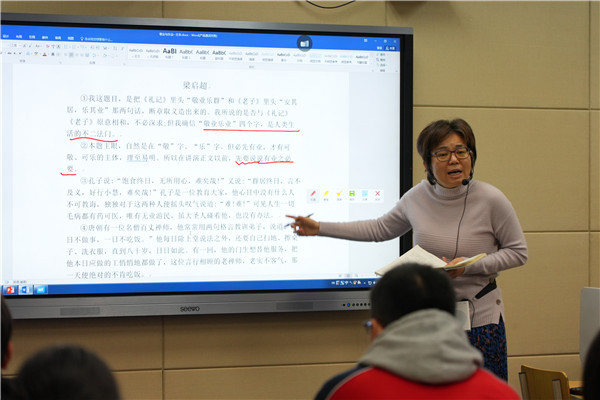 梁启超
①我这题目，是把《礼记》里头“敬业乐群”和《老子》里头“安其
居，乐其业”那两句话，断章取义造出来的。我所说的是否与《礼记》
《老子》原意相和，不必深求；但我确信“敬业乐业”四个字，是人类生
活的不二法门。
②本题主眼，自然是在“敬”字、“乐”字。但必先有业，才有可
敬、可乐的主体，理至易明。所以在讲演正文以前，先要说说有业之必
要。
③孔子说：“饱食终日，无所用心，难矣哉！”又说：“群居终日，言不
及义，好行小慧，难矣哉！”孔子是一位教育大家，他心目中没有什么人
不可教诲，独独对于这两种人便摇头叹气说道：“难！难！”可见人生一切
毛病都有药可医，唯有无业游民，虽大圣人碰着他，也没有办法。
④唐朝有一位名僧百丈禅师，他常常用两句格言教训弟子，说道
日不做事，一日不吃饭。”他每日除上堂说法之外，还要自己扫地、擦桌
子、洗衣服，直到八十岁，日日如此。有一回，他的门生想替他服务，把
他本日应做的工悄悄地都做了，这位言行相顾的老禅师，老实不客气，那
一天便绝对的不肯吃饭。
seewo